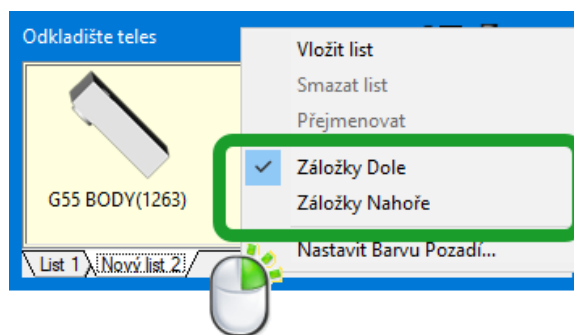 Odkladiště teles
G55 BODY(1263)
List 1
Nový list 2
Vložit list
Smazat list
Přejmenovat
Záložky Dole
Záložky Nahoře
Nastavit Barvu Pozadí...